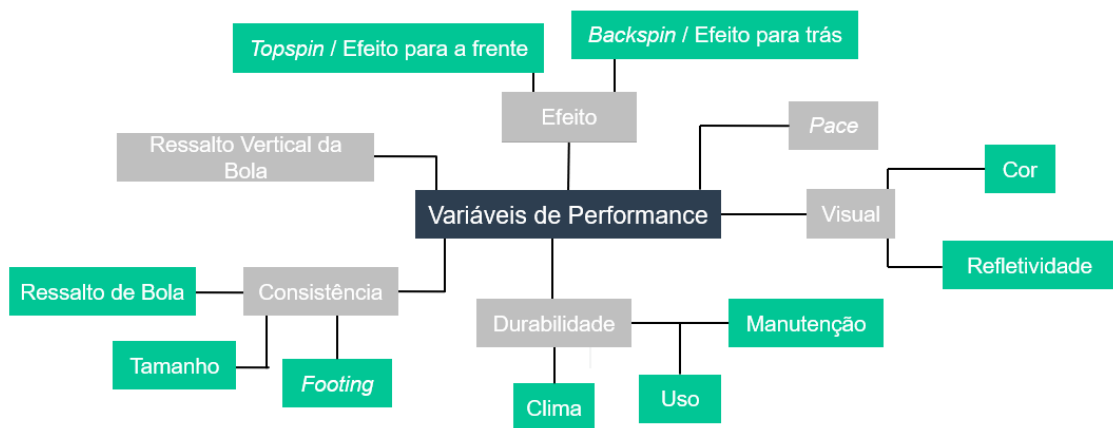 Topspin / Efeito para a frente
Backspin / Efeito para trás
Efeito
Pace
Ressalto Vertical da
Bola
Cor
Variáveis de Performance
Visual
Refletividade
Ressalto de Bola
Consistência
Durabilidade
Manutenção
Tamanho
Footing
Clima
Uso